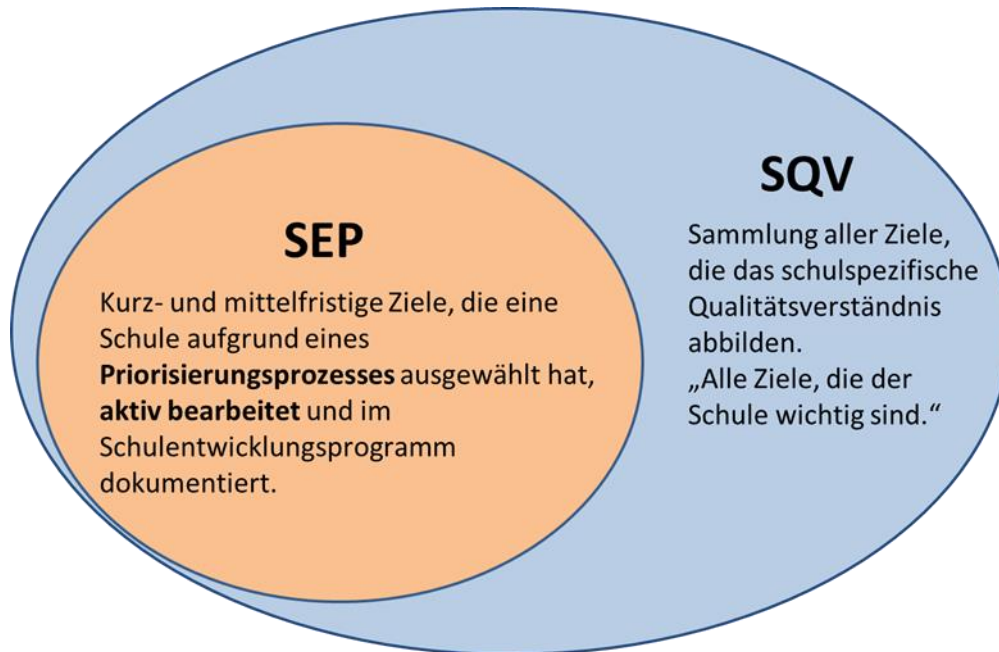 SEP
Kurz- und mittelfristige Ziele, die eine
Schule aufgrund eines
Priorisierungsprozesses ausgewählt hat,
aktiv bearbeitet und im
Schulentwicklungsprogramm
dokumentiert.
SQV
Sammlung aller Ziele,
die das schulspezifische
Qualitätsverständnis
abbilden.
„Alle Ziele, die der
Schule wichtig sind.“